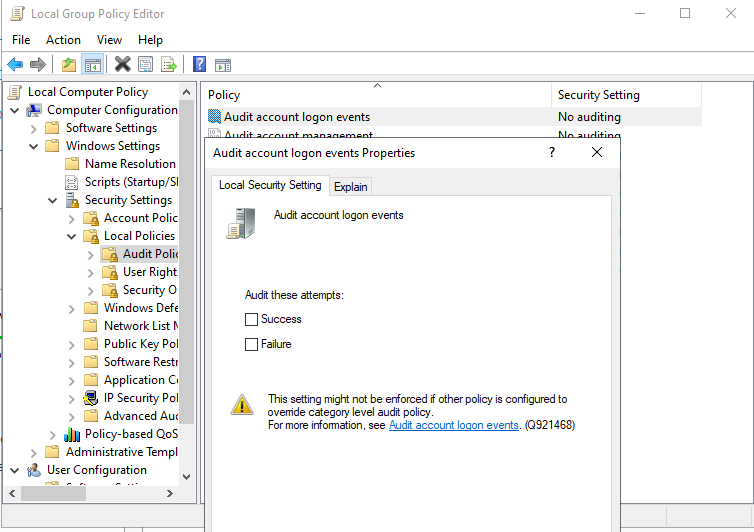 Local Group Policy Editor
File Action View Help
Local Computer Policy
Computer Configuration
Software Settings
Windows Settings
Name Resolution
Scripts (Startup/Sh
Security Settings
Account Polic
Local Policies
Audit Polic
User Right
Security O
Windows Defe
Network List M
Public Key Pol
Software Restr
Application Co
IP Security Pol
Advanced Aud
Policy-based QoS
Administrative Templ
User Configuration
Policy Security Setting
Audit account logon events No auditing
Audit account management No auditing
Audit account logon events Properties ?
Local Security Setting Explain
Audit account logon events
Audit these attempts:
Success
Failure
This setting might not be enforced if other policy is configured to
override category level audit policy.
For more information, see Audit account logon events. (Q921468)